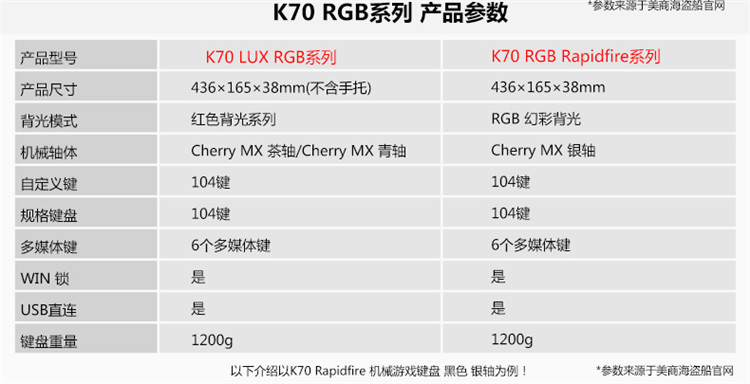 K70 RGB系列 产品参数
*参数来源于美商海盗船官网
产品型号 K70 LUX RGB系列 K70 RGB Rapidfire系列
产品尺寸 436×165×38mm(不含手托) 436×165×38mm
背光模式 红色背光系列 RGB 幻彩背光
机械轴体 Cherry MX 茶轴/Cherry MX 青轴 Cherry MX 银轴
自定义键 104键 104键
规格键盘 104键 104键
多媒体键 6个多媒体键 6个多媒体键
WIN 锁 是 是
USB直连 是 是
键盘重量 1200g 1200g
以下介绍以K70 Rapidfire 机械游戏键盘 黑色 银轴为例！
*参数来源于美商海盗船官网